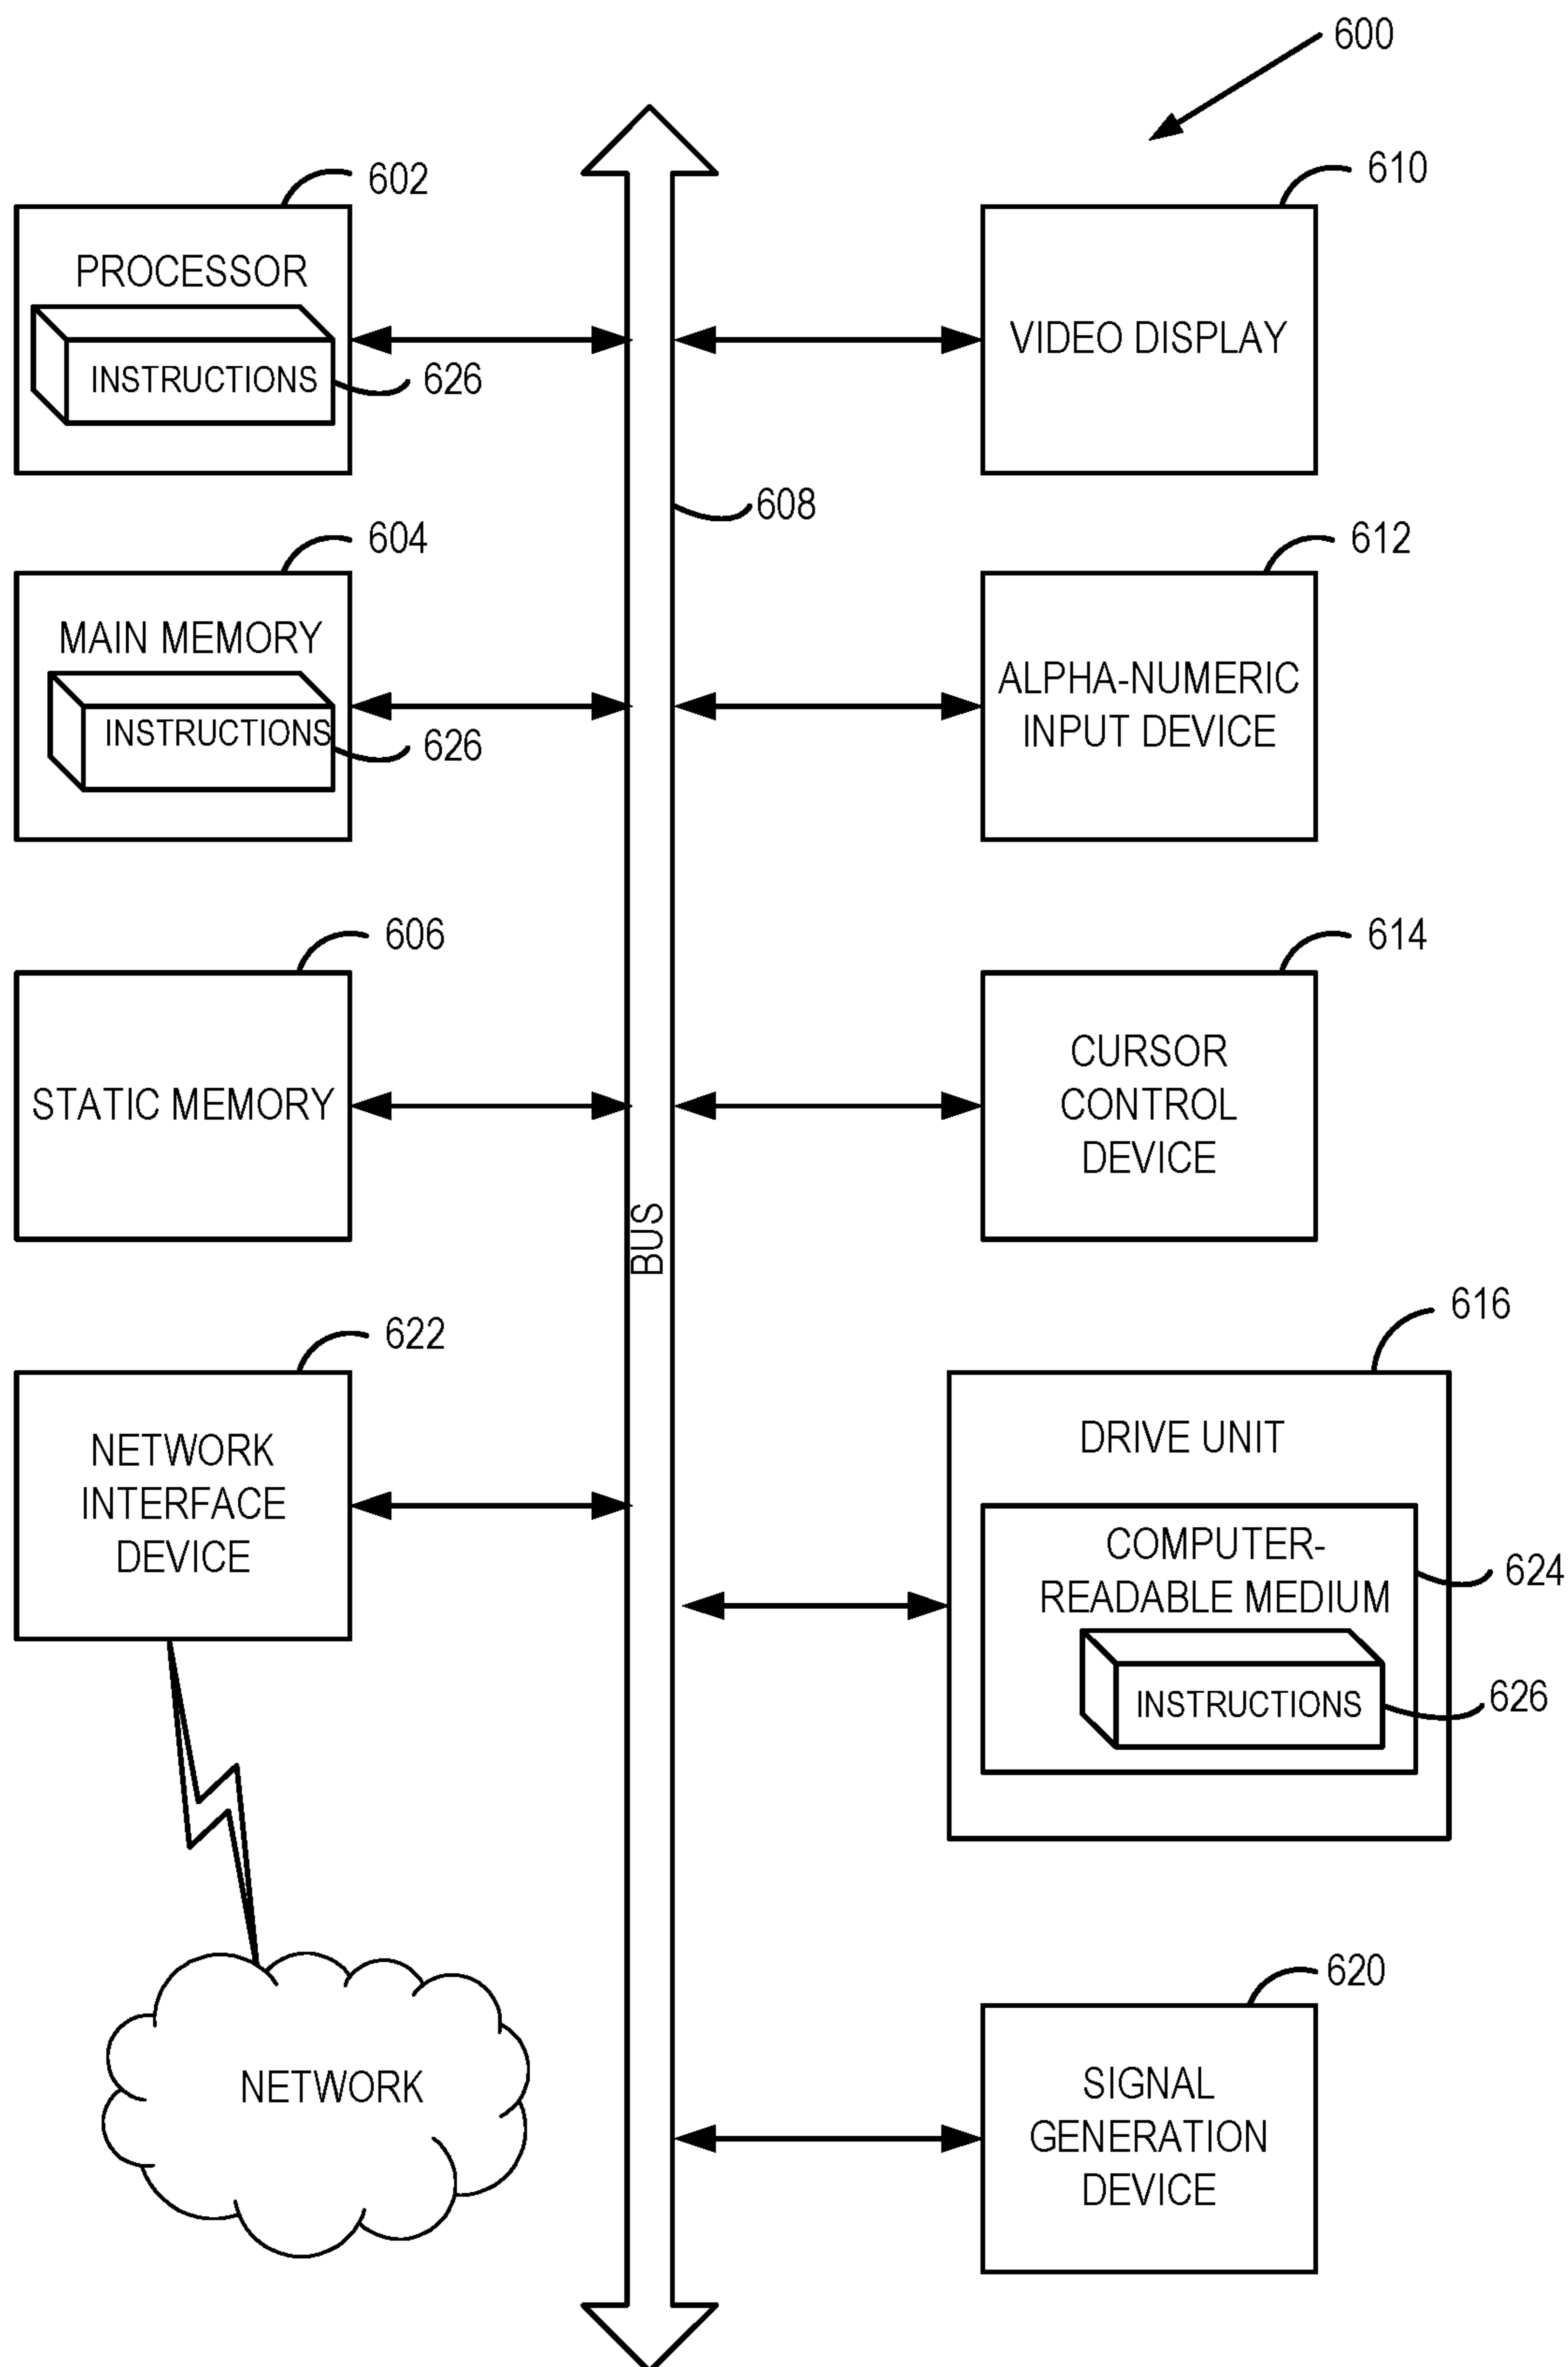 600
602
PROCESSOR
INSTRUCTIONS
626
610
VIDEO DISPLAY
608
604
MAIN MEMORY
INSTRUCTIONS
626
612
ALPHA-NUMERIC
INPUT DEVICE
606
STATIC MEMORY
614
CURSOR
CONTROL
DEVICE
BUS
622
NETWORK
INTERFACE
DEVICE
616
DRIVE UNIT
COMPUTER-
READABLE MEDIUM
624
INSTRUCTIONS
626
NETWORK
620
SIGNAL
GENERATION
DEVICE